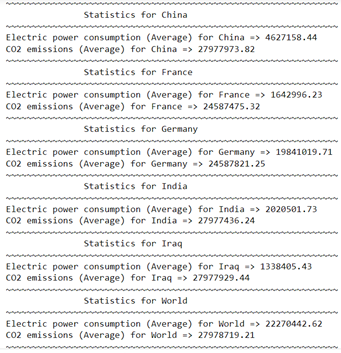 Statistics for China
Electric power consumption (Average) for China => 4627158.44
CO2 emissions (Average) for China => 27977973.82
Statistics for France
Electric power consumption (Average) for France => 1642996.23
CO2 emissions (Average) for France => 24587475.32
Statistics for Germany
Electric power consumption (Average) for Germany => 19841019.71
CO2 emissions (Average) for Germany => 24587821.25
Statistics for India
Electric power consumption (Average) for India => 2020501.73
CO2 emissions (Average) for India => 27977436.24
Statistics for Iraq
Electric power consumption (Average) for Iraq => 1338405.43
CO2 emissions (Average) for Iraq => 27977929.44
Statistics for World
Electric power consumption (Average) for World => 22270442.62
CO2 emissions (Average) for World => 27978719.21